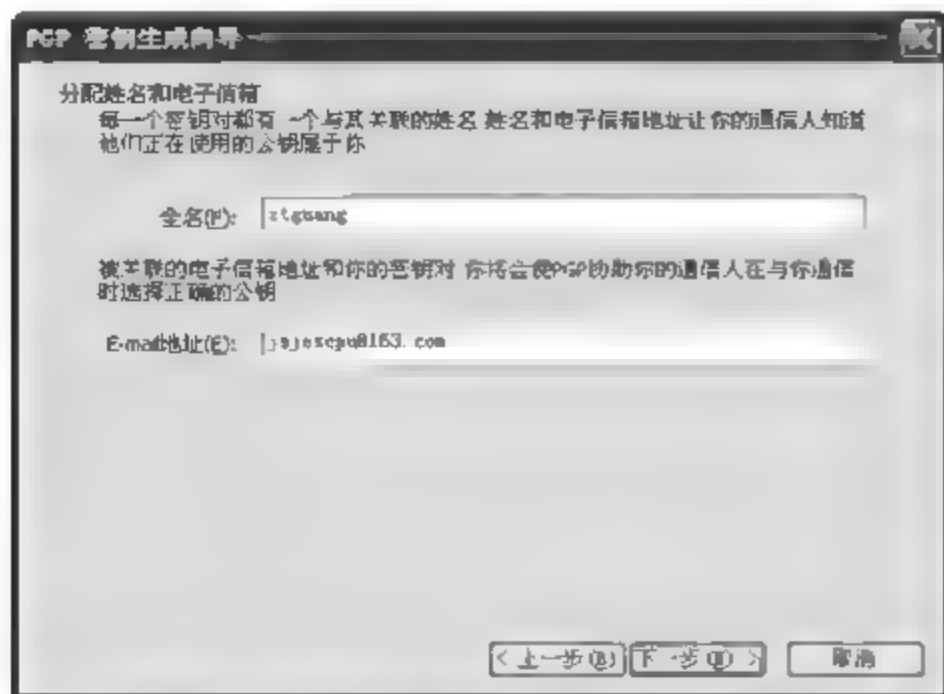 PGP 密钥生成向导
分配姓名和电子信箱
每一个密钥对都有一个与其关联的姓名 姓名和电子信箱地址让你的通信人知道
他们正在使用的公钥属于你
全名(F):
被关联的电子信箱地址和你的密钥对 你将会使PGP协助你的通信人在与你通信
时选择正确的公钥
E-mail地址(E):
< 上一步(B) 下一步(N) > 取消